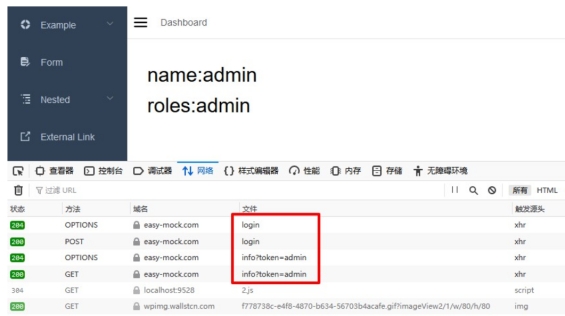 Example
Dashboard
Form
name:admin
Nested
roles:admin
External Link
查看器 控制台 调试器 网络 {} 样式编辑器 性能 内存 存储 无障碍环境
过滤 URL 所有 HTML
状态 方法 域名 文件 触发源头
204 OPTIONS easy-mock.com login xhr
200 POST easy-mock.com login xhr
204 OPTIONS easy-mock.com info?token=admin xhr
200 GET easy-mock.com info?token=admin xhr
304 GET localhost:9528 2.js script
200 GET wpimg.wallstcn.com f778738c-e4f8-4870-b634-56703b4acafe.gif?imageView2/1/w/80/h/80 img